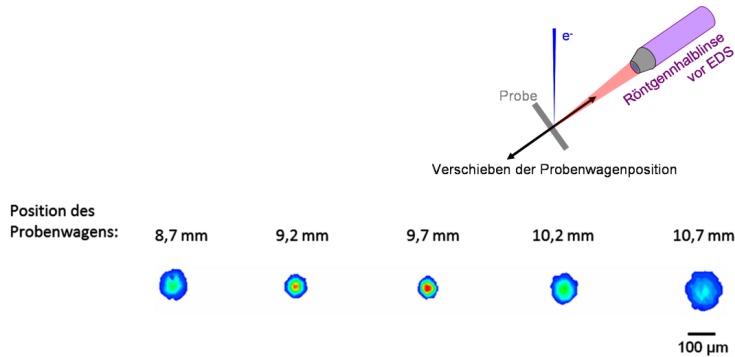 e⁻
Probe
Röntgennhalblinse
vor EDS
Verschieben der Probenwagenposition
Position des
Probenwagens:
8,7 mm 9,2 mm 9,7 mm 10,2 mm 10,7 mm
100 µm